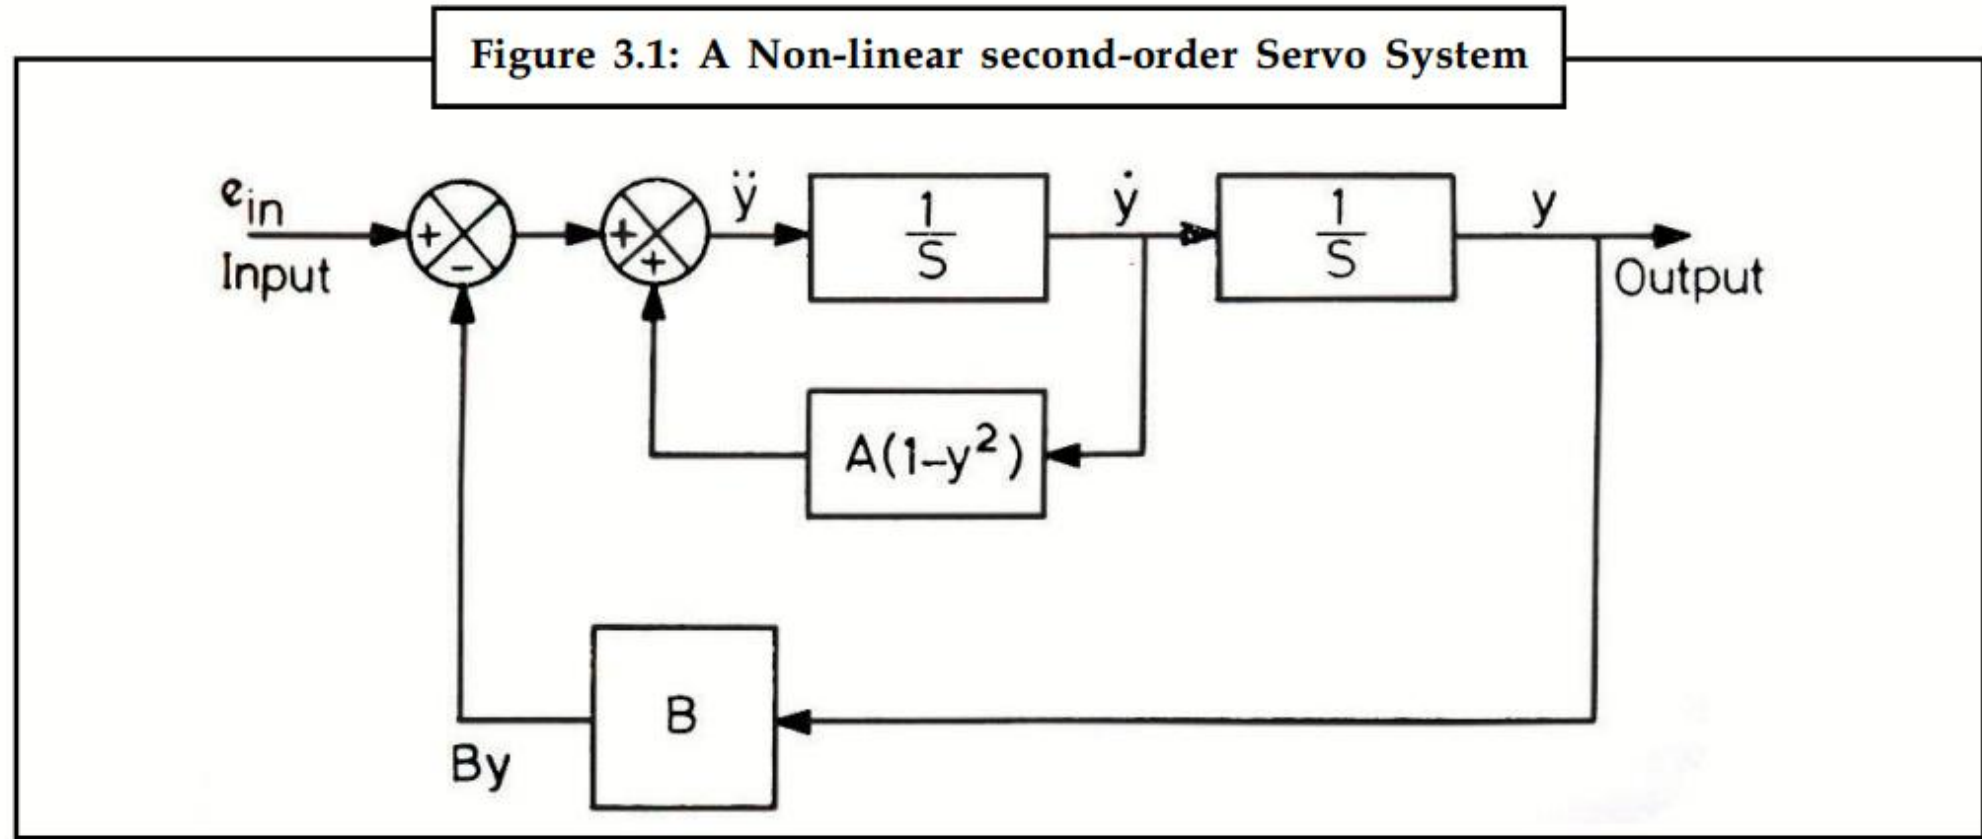 Figure 3.1: A Non-linear second-order Servo System
e_in
Input
+
−
+
+
ÿ
1
S
ẏ
1
S
y
Output
A(1−y²)
B
By